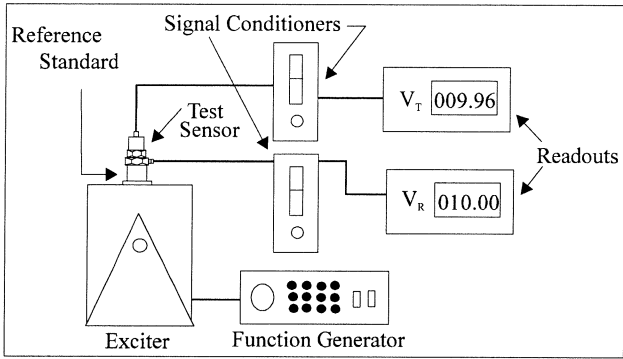 Signal Conditioners
Reference
Standard
Test
Sensor
V_T 009.96
Readouts
V_R 010.00
Exciter
Function Generator